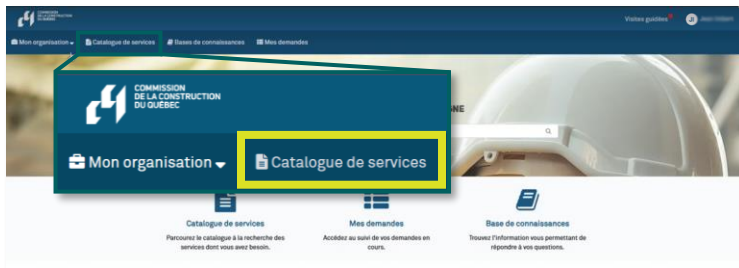 COMMISSION
DE LA CONSTRUCTION
DU QUÉBEC
Visites guidées
Mon organisation
Catalogue de services
Bases de connaissances
Mes demandes
COMMISSION
DE LA CONSTRUCTION
DU QUÉBEC
Mon organisation
Catalogue de services
Catalogue de services
Parcourez le catalogue à la recherche des
services dont vous avez besoin.
Mes demandes
Accédez au suivi de vos demandes en
cours.
Base de connaissances
Trouvez l'information vous permettant de
répondre à vos questions.